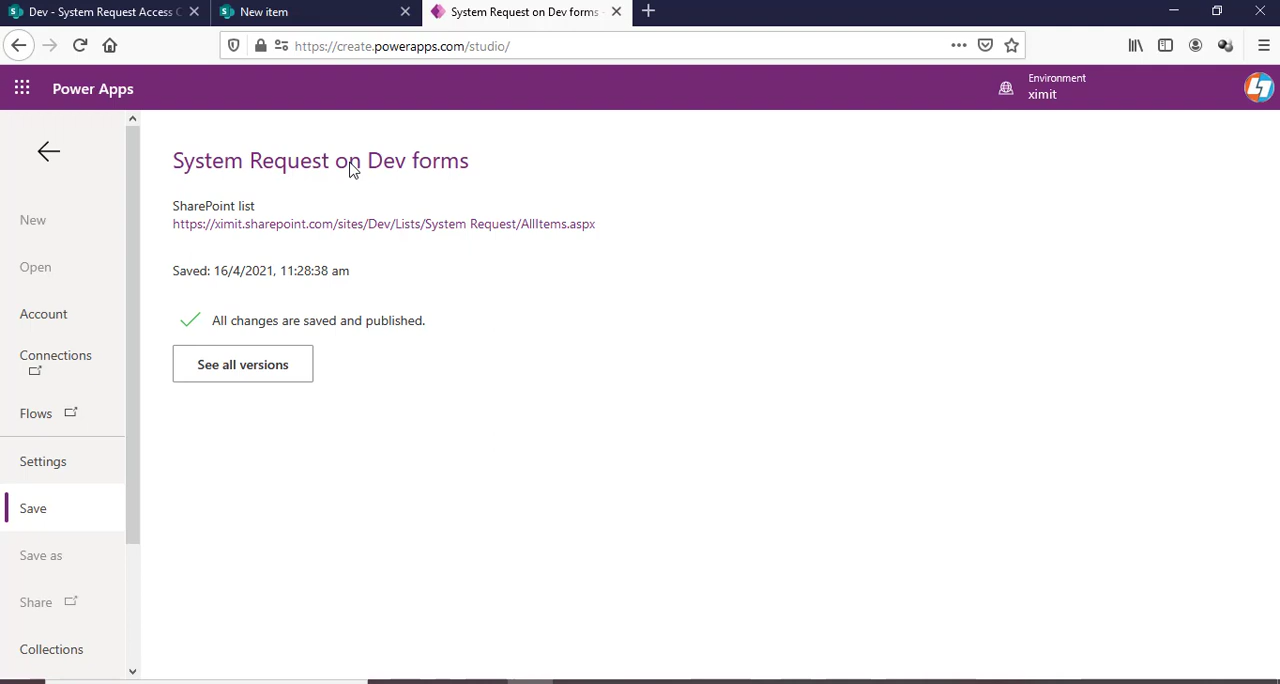 Dev - System Request Access C
New item
System Request on Dev forms
https://create.powerapps.com/studio/
Power Apps
Environment
ximit
New
Open
Account
Connections
Flows
Settings
Save
Save as
Share
Collections
System Request on Dev forms
SharePoint list
https://ximit.sharepoint.com/sites/Dev/Lists/System Request/AllItems.aspx
Saved: 16/4/2021, 11:28:38 am
All changes are saved and published.
See all versions